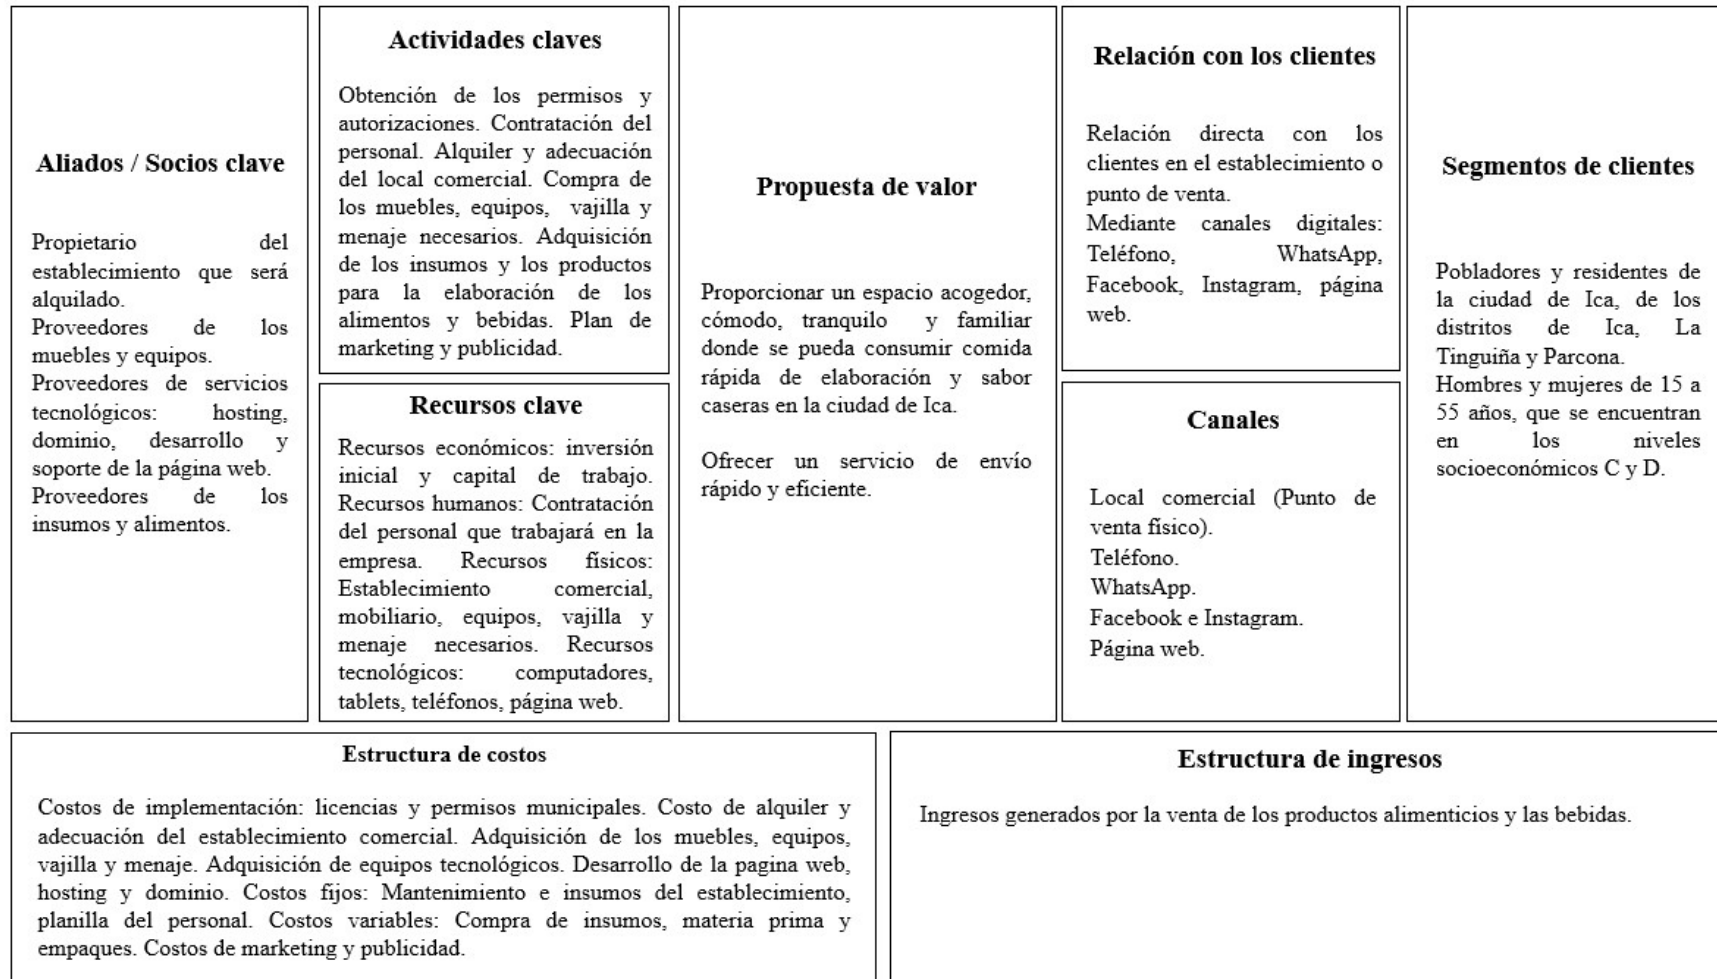 Aliados / Socios clave
Propietario del
establecimiento que será
alquilado.
Proveedores de los
muebles y equipos.
Proveedores de servicios
tecnológicos: hosting,
dominio, desarrollo y
soporte de la página web.
Proveedores de los
insumos y alimentos.
Actividades claves
Obtención de los permisos y
autorizaciones. Contratación del
personal. Alquiler y adecuación
del local comercial. Compra de
los muebles, equipos, vajilla y
menaje necesarios. Adquisición
de los insumos y los productos
para la elaboración de los
alimentos y bebidas. Plan de
marketing y publicidad.
Recursos clave
Recursos económicos: inversión
inicial y capital de trabajo.
Recursos humanos: Contratación
del personal que trabajará en la
empresa. Recursos físicos:
Establecimiento comercial,
mobiliario, equipos, vajilla y
menaje necesarios. Recursos
tecnológicos: computadores,
tablets, teléfonos, página web.
Propuesta de valor
Proporcionar un espacio acogedor,
cómodo, tranquilo y familiar
donde se pueda consumir comida
rápida de elaboración y sabor
caseras en la ciudad de Ica.
Ofrecer un servicio de envío
rápido y eficiente.
Relación con los clientes
Relación directa con los
clientes en el establecimiento o
punto de venta.
Mediante canales digitales:
Teléfono, WhatsApp,
Facebook, Instagram, página
web.
Canales
Local comercial (Punto de
venta físico).
Teléfono.
WhatsApp.
Facebook e Instagram.
Página web.
Segmentos de clientes
Pobladores y residentes de
la ciudad de Ica, de los
distritos de Ica, La
Tinguiña y Parcona.
Hombres y mujeres de 15 a
55 años, que se encuentran
en los niveles
socioeconómicos C y D.
Estructura de costos
Costos de implementación: licencias y permisos municipales. Costo de alquiler y
adecuación del establecimiento comercial. Adquisición de los muebles, equipos,
vajilla y menaje. Adquisición de equipos tecnológicos. Desarrollo de la pagina web,
hosting y dominio. Costos fijos: Mantenimiento e insumos del establecimiento,
planilla del personal. Costos variables: Compra de insumos, materia prima y
empaques. Costos de marketing y publicidad.
Estructura de ingresos
Ingresos generados por la venta de los productos alimenticios y las bebidas.